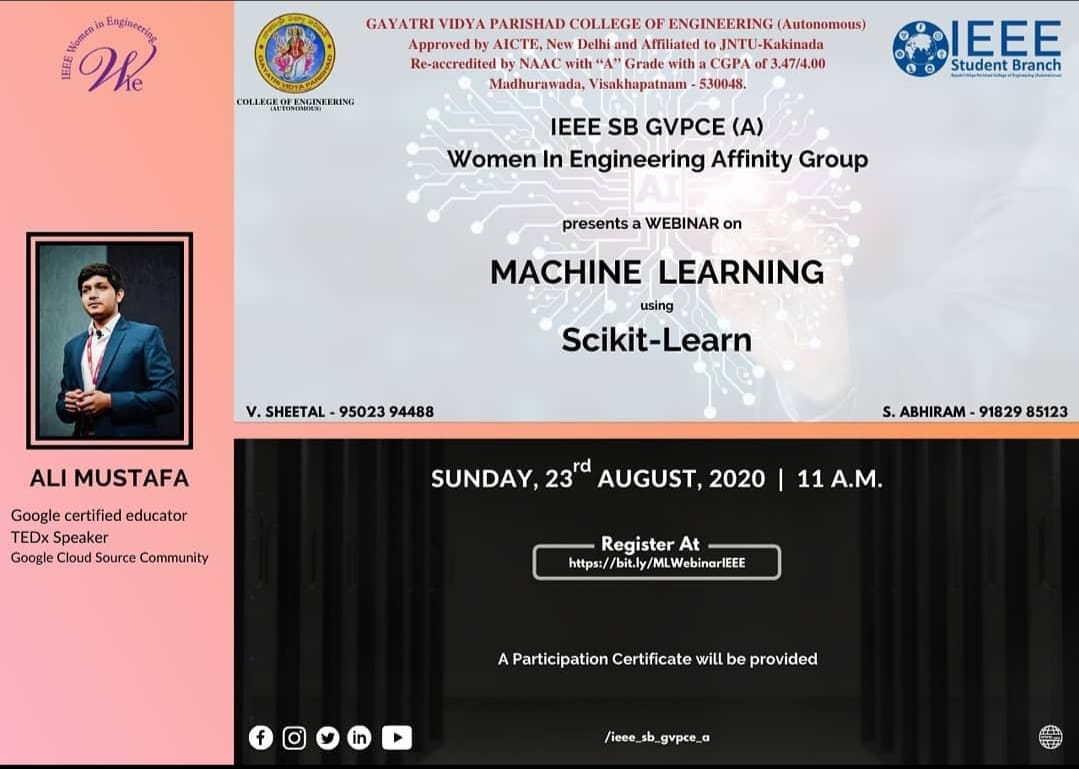 IEEE Women in Engineering
WIe
COLLEGE OF ENGINEERING
(AUTONOMOUS)
GAYATRI VIDYA PARISHAD COLLEGE OF ENGINEERING (Autonomous)
Approved by AICTE, New Delhi and Affiliated to JNTU-Kakinada
Re-accredited by NAAC with “A” Grade with a CGPA of 3.47/4.00
Madhurawada, Visakhapatnam - 530048.
IEEE
Student Branch
IEEE SB GVPCE (A)
Women In Engineering Affinity Group
AI
presents a WEBINAR on
MACHINE LEARNING
using
Scikit-Learn
V. SHEETAL - 95023 94488
S. ABHIRAM - 91829 85123
ALI MUSTAFA
Google certified educator
TEDx Speaker
Google Cloud Source Community
SUNDAY, 23rd AUGUST, 2020 | 11 A.M.
Register At
https://bit.ly/MLWebinarIEEE
A Participation Certificate will be provided
/ieee_sb_gvpce_a